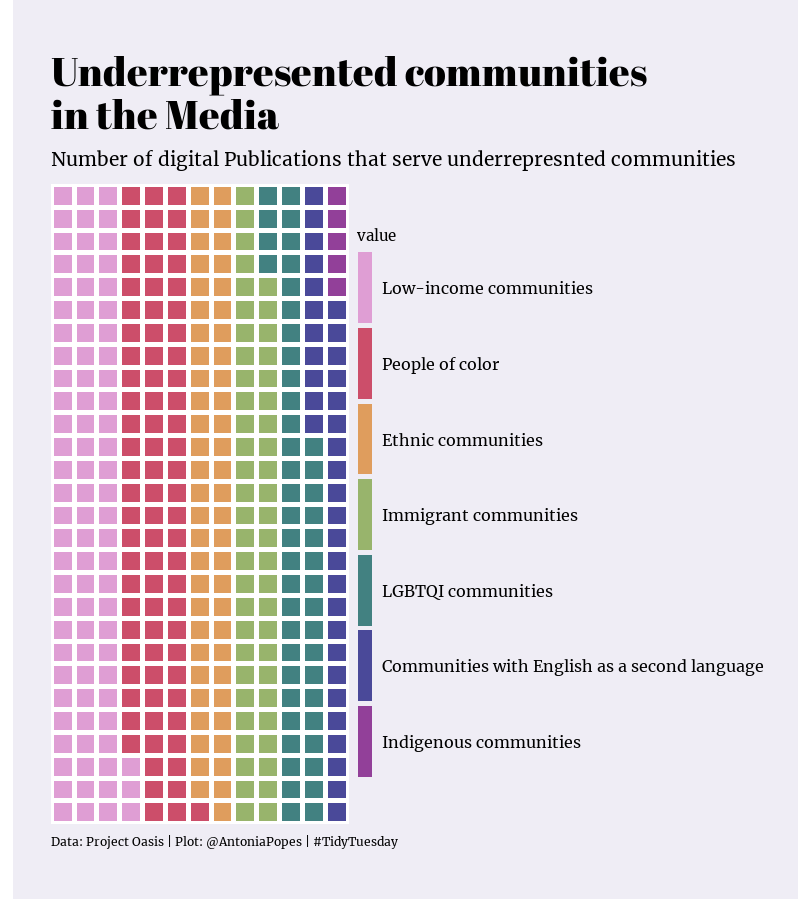 Underrepresented communities
in the Media
Number of digital Publications that serve underrepresnted communities
value
Low-income communities
People of color
Ethnic communities
Immigrant communities
LGBTQI communities
Communities with English as a second language
Indigenous communities
Data: Project Oasis | Plot: @AntoniaPopes | #TidyTuesday